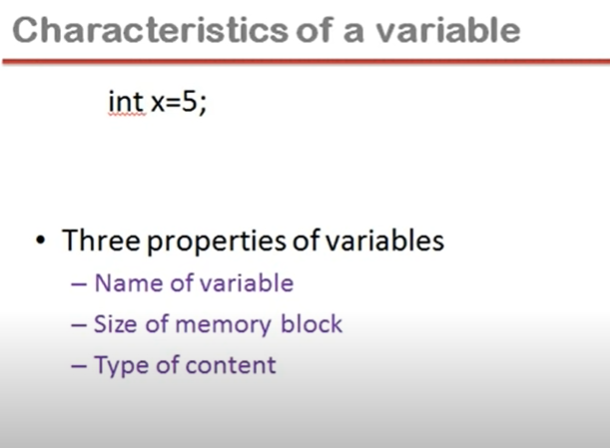 Characteristics of a variable
int x=5;
• Three properties of variables
– Name of variable
– Size of memory block
– Type of content